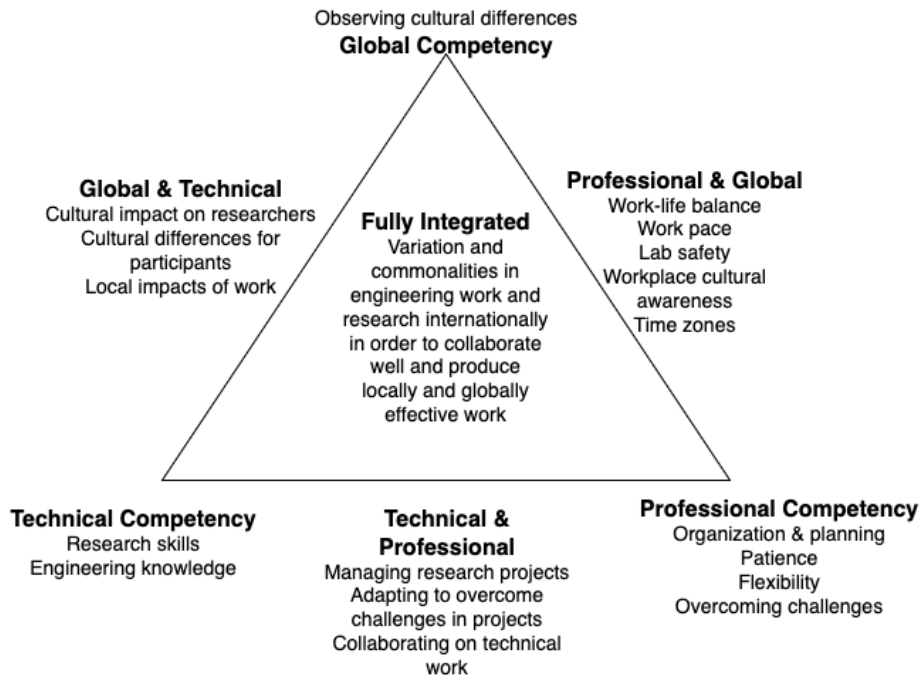 Observing cultural differences
Global Competency
Global & Technical
Cultural impact on researchers
Cultural differences for
participants
Local impacts of work
Professional & Global
Work-life balance
Work pace
Lab safety
Workplace cultural
awareness
Time zones
Fully Integrated
Variation and
commonalities in
engineering work and
research internationally
in order to collaborate
well and produce
locally and globally
effective work
Technical Competency
Research skills
Engineering knowledge
Technical &
Professional
Managing research projects
Adapting to overcome
challenges in projects
Collaborating on technical
work
Professional Competency
Organization & planning
Patience
Flexibility
Overcoming challenges